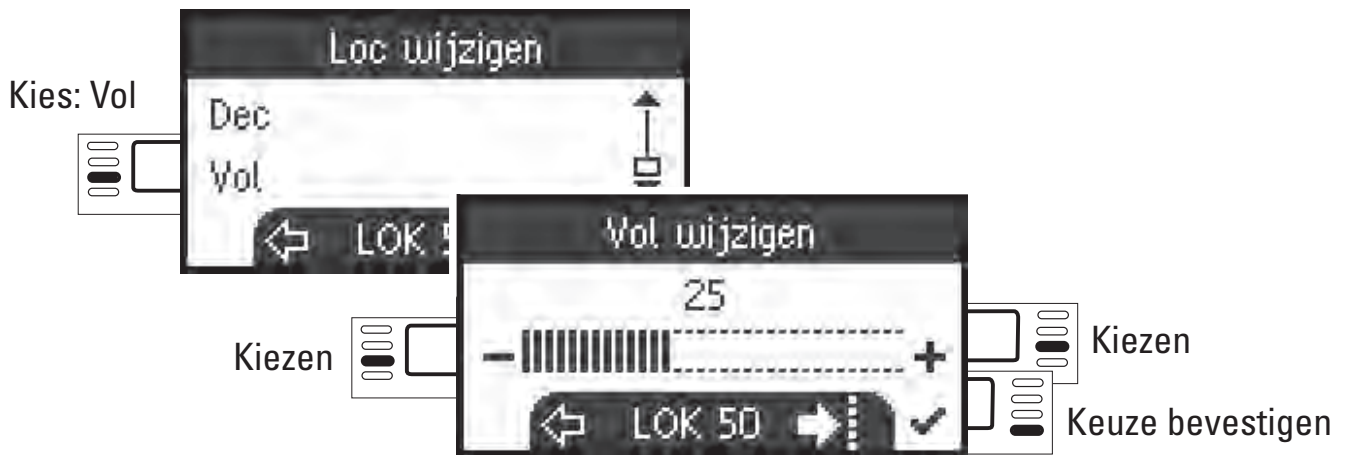 Loc wijzigen
Kies: Vol
Dec
Vol
LOK 5
Vol wijzigen
25
Kiezen
- +
Kiezen
LOK 50
Keuze bevestigen